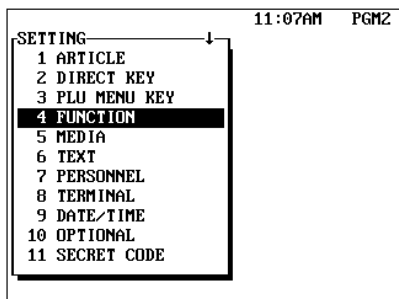 11:07AM PGM2
SETTING ↓
1 ARTICLE
2 DIRECT KEY
3 PLU MENU KEY
4 FUNCTION
5 MEDIA
6 TEXT
7 PERSONNEL
8 TERMINAL
9 DATE/TIME
10 OPTIONAL
11 SECRET CODE